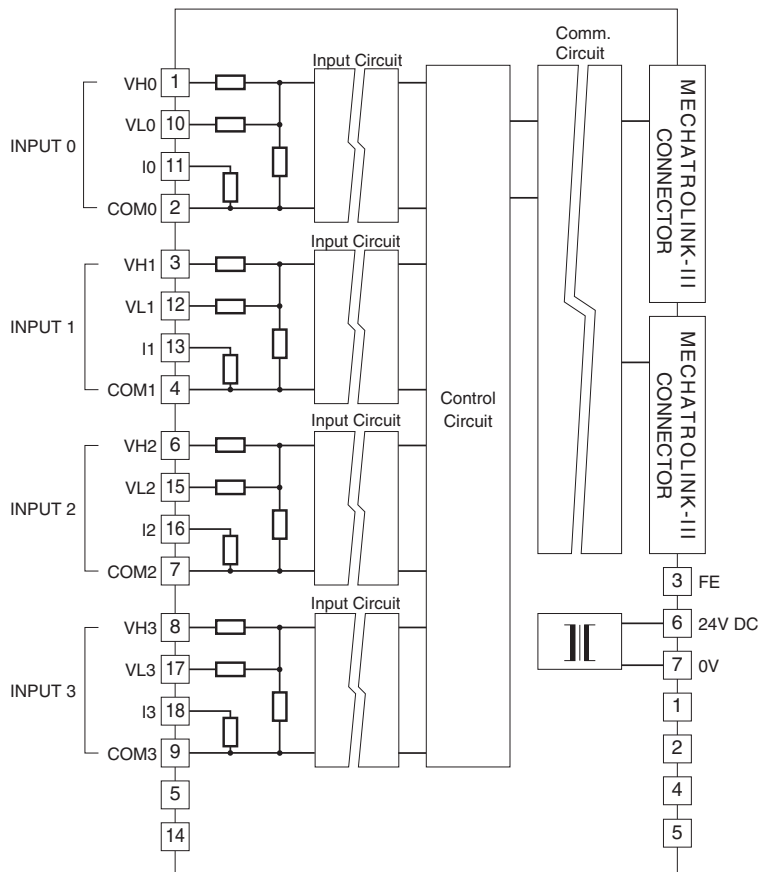 Comm.
Circuit
Input Circuit
INPUT 0
VH0 1
VL0 10
I0 11
COM0 2
MECHATROLINK-III
CONNECTOR
Input Circuit
INPUT 1
VH1 3
VL1 12
I1 13
COM1 4
Control
Circuit
MECHATROLINK-III
CONNECTOR
Input Circuit
INPUT 2
VH2 6
VL2 15
I2 16
COM2 7
Input Circuit
INPUT 3
VH3 8
VL3 17
I3 18
COM3 9
5
14
3 FE
6 24V DC
7 0V
1
2
4
5